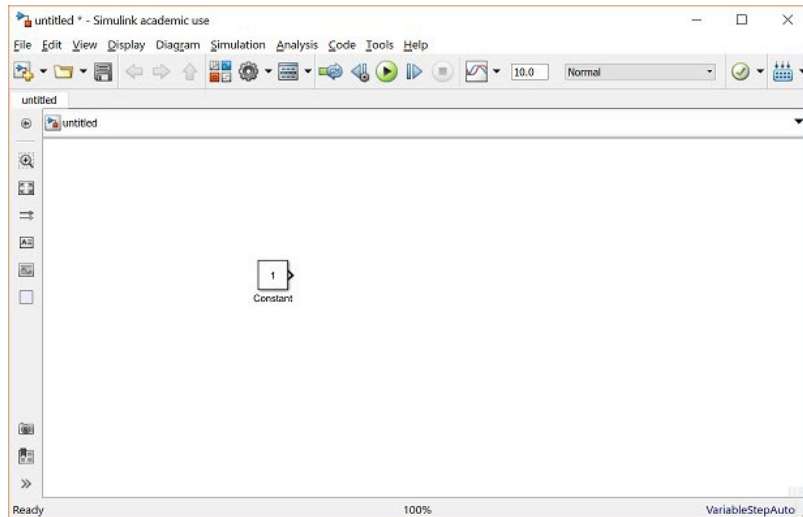 untitled * - Simulink academic use
File Edit View Display Diagram Simulation Analysis Code Tools Help
10.0 Normal
untitled
untitled
1
Constant
Ready 100% VariableStepAuto